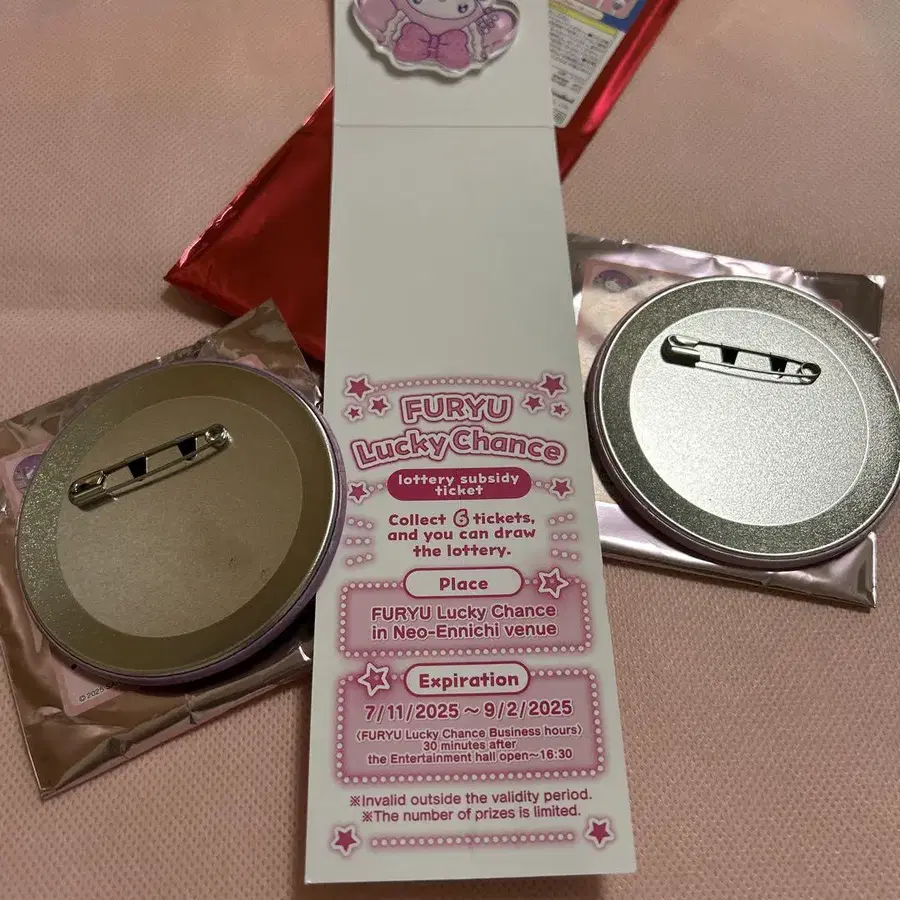 FURYU
Lucky Chance
lottery subsidy
ticket
Collect 6 tickets,
and you can draw
the lottery.
Place
FURYU Lucky Chance
in Neo-Ennichi venue
Expiration
7/11/2025 ~ 9/2/2025
(FURYU Lucky Chance Business hours)
30 minutes after
the Entertainment hall open~16:30
※Invalid outside the validity period.
※The number of prizes is limited.
© 2025 SA